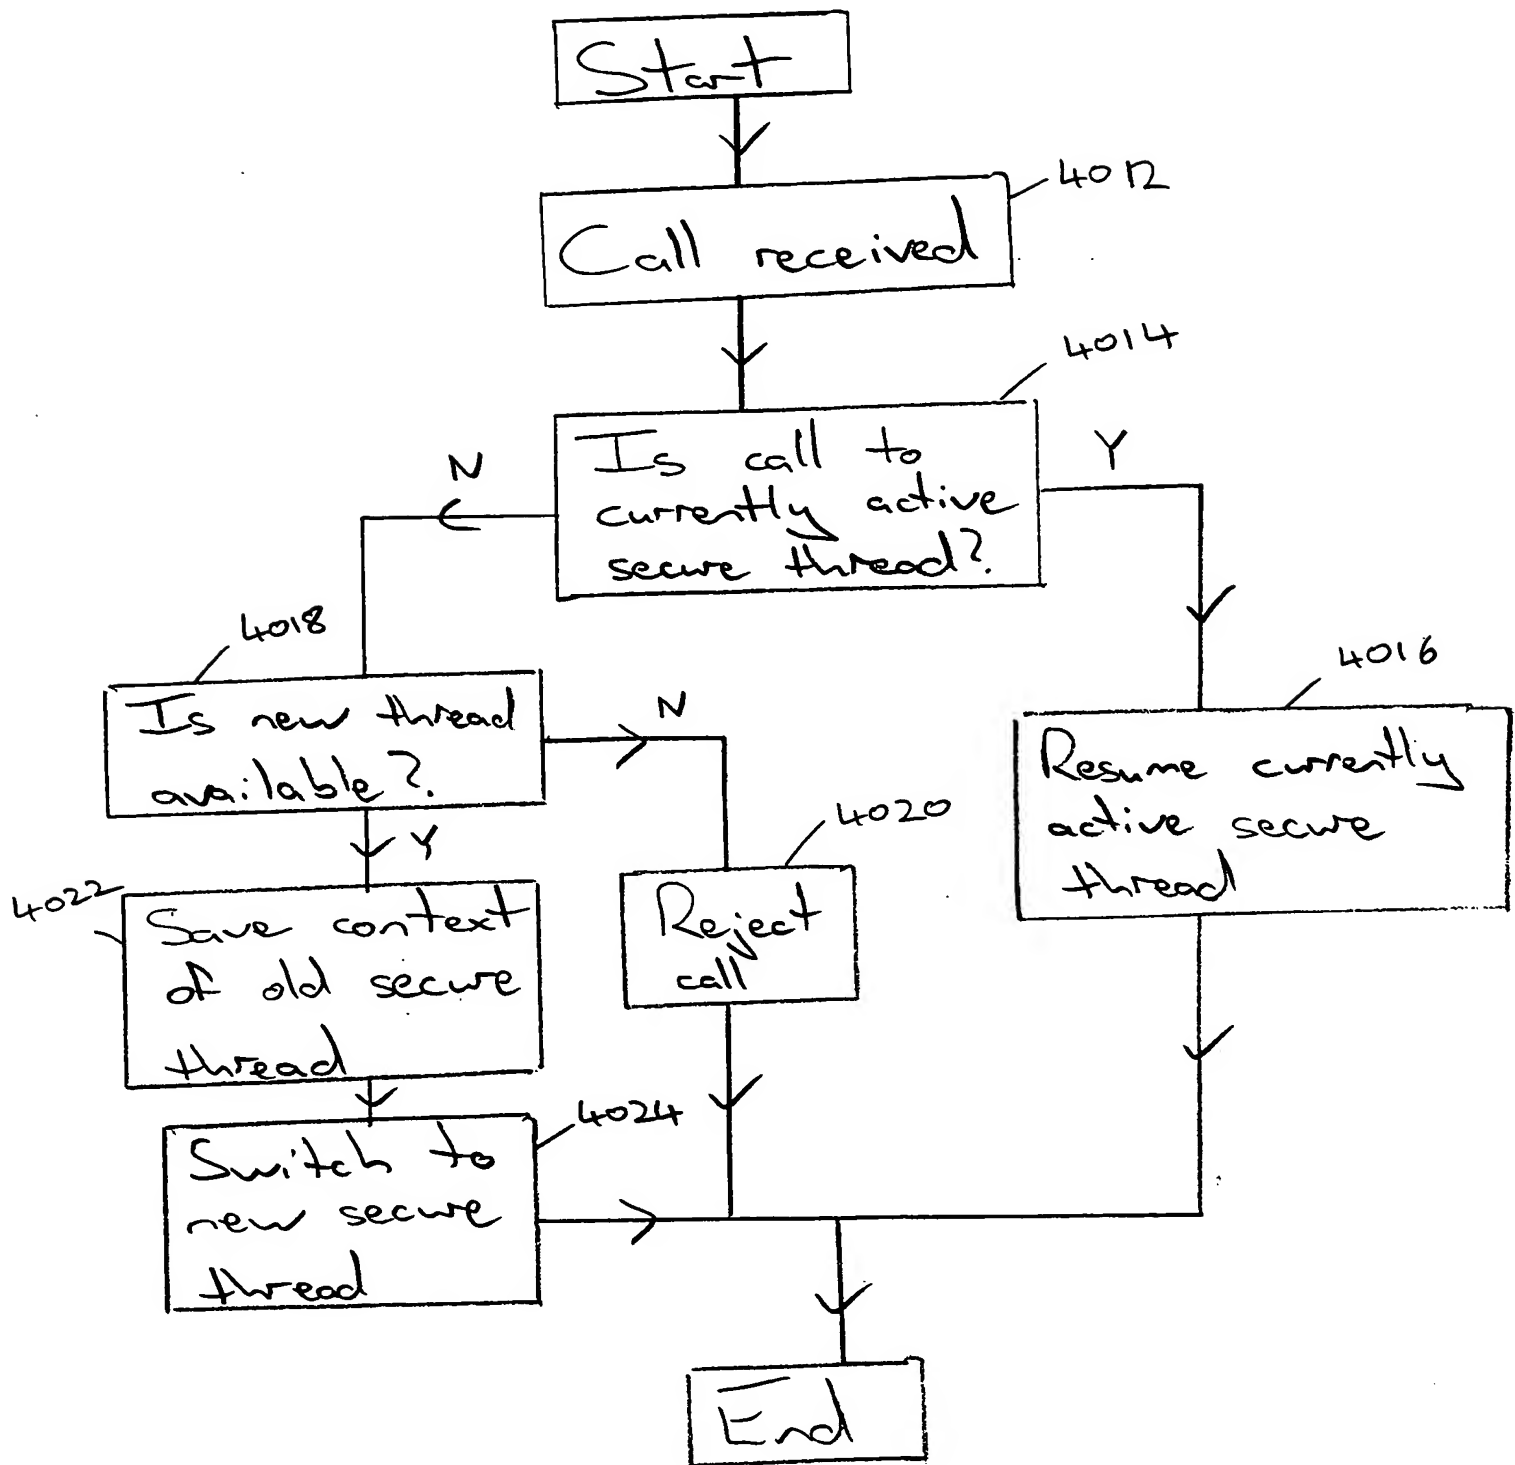 Start
4012
Call received
4014
Is call to
currently active
secure thread?
N
Y
4018
Is new thread
available?
N
4016
Resume currently
active secure
thread
Y
4020
Reject
call
4022
Save context
of old secure
thread
4024
Switch to
new secure
thread
End